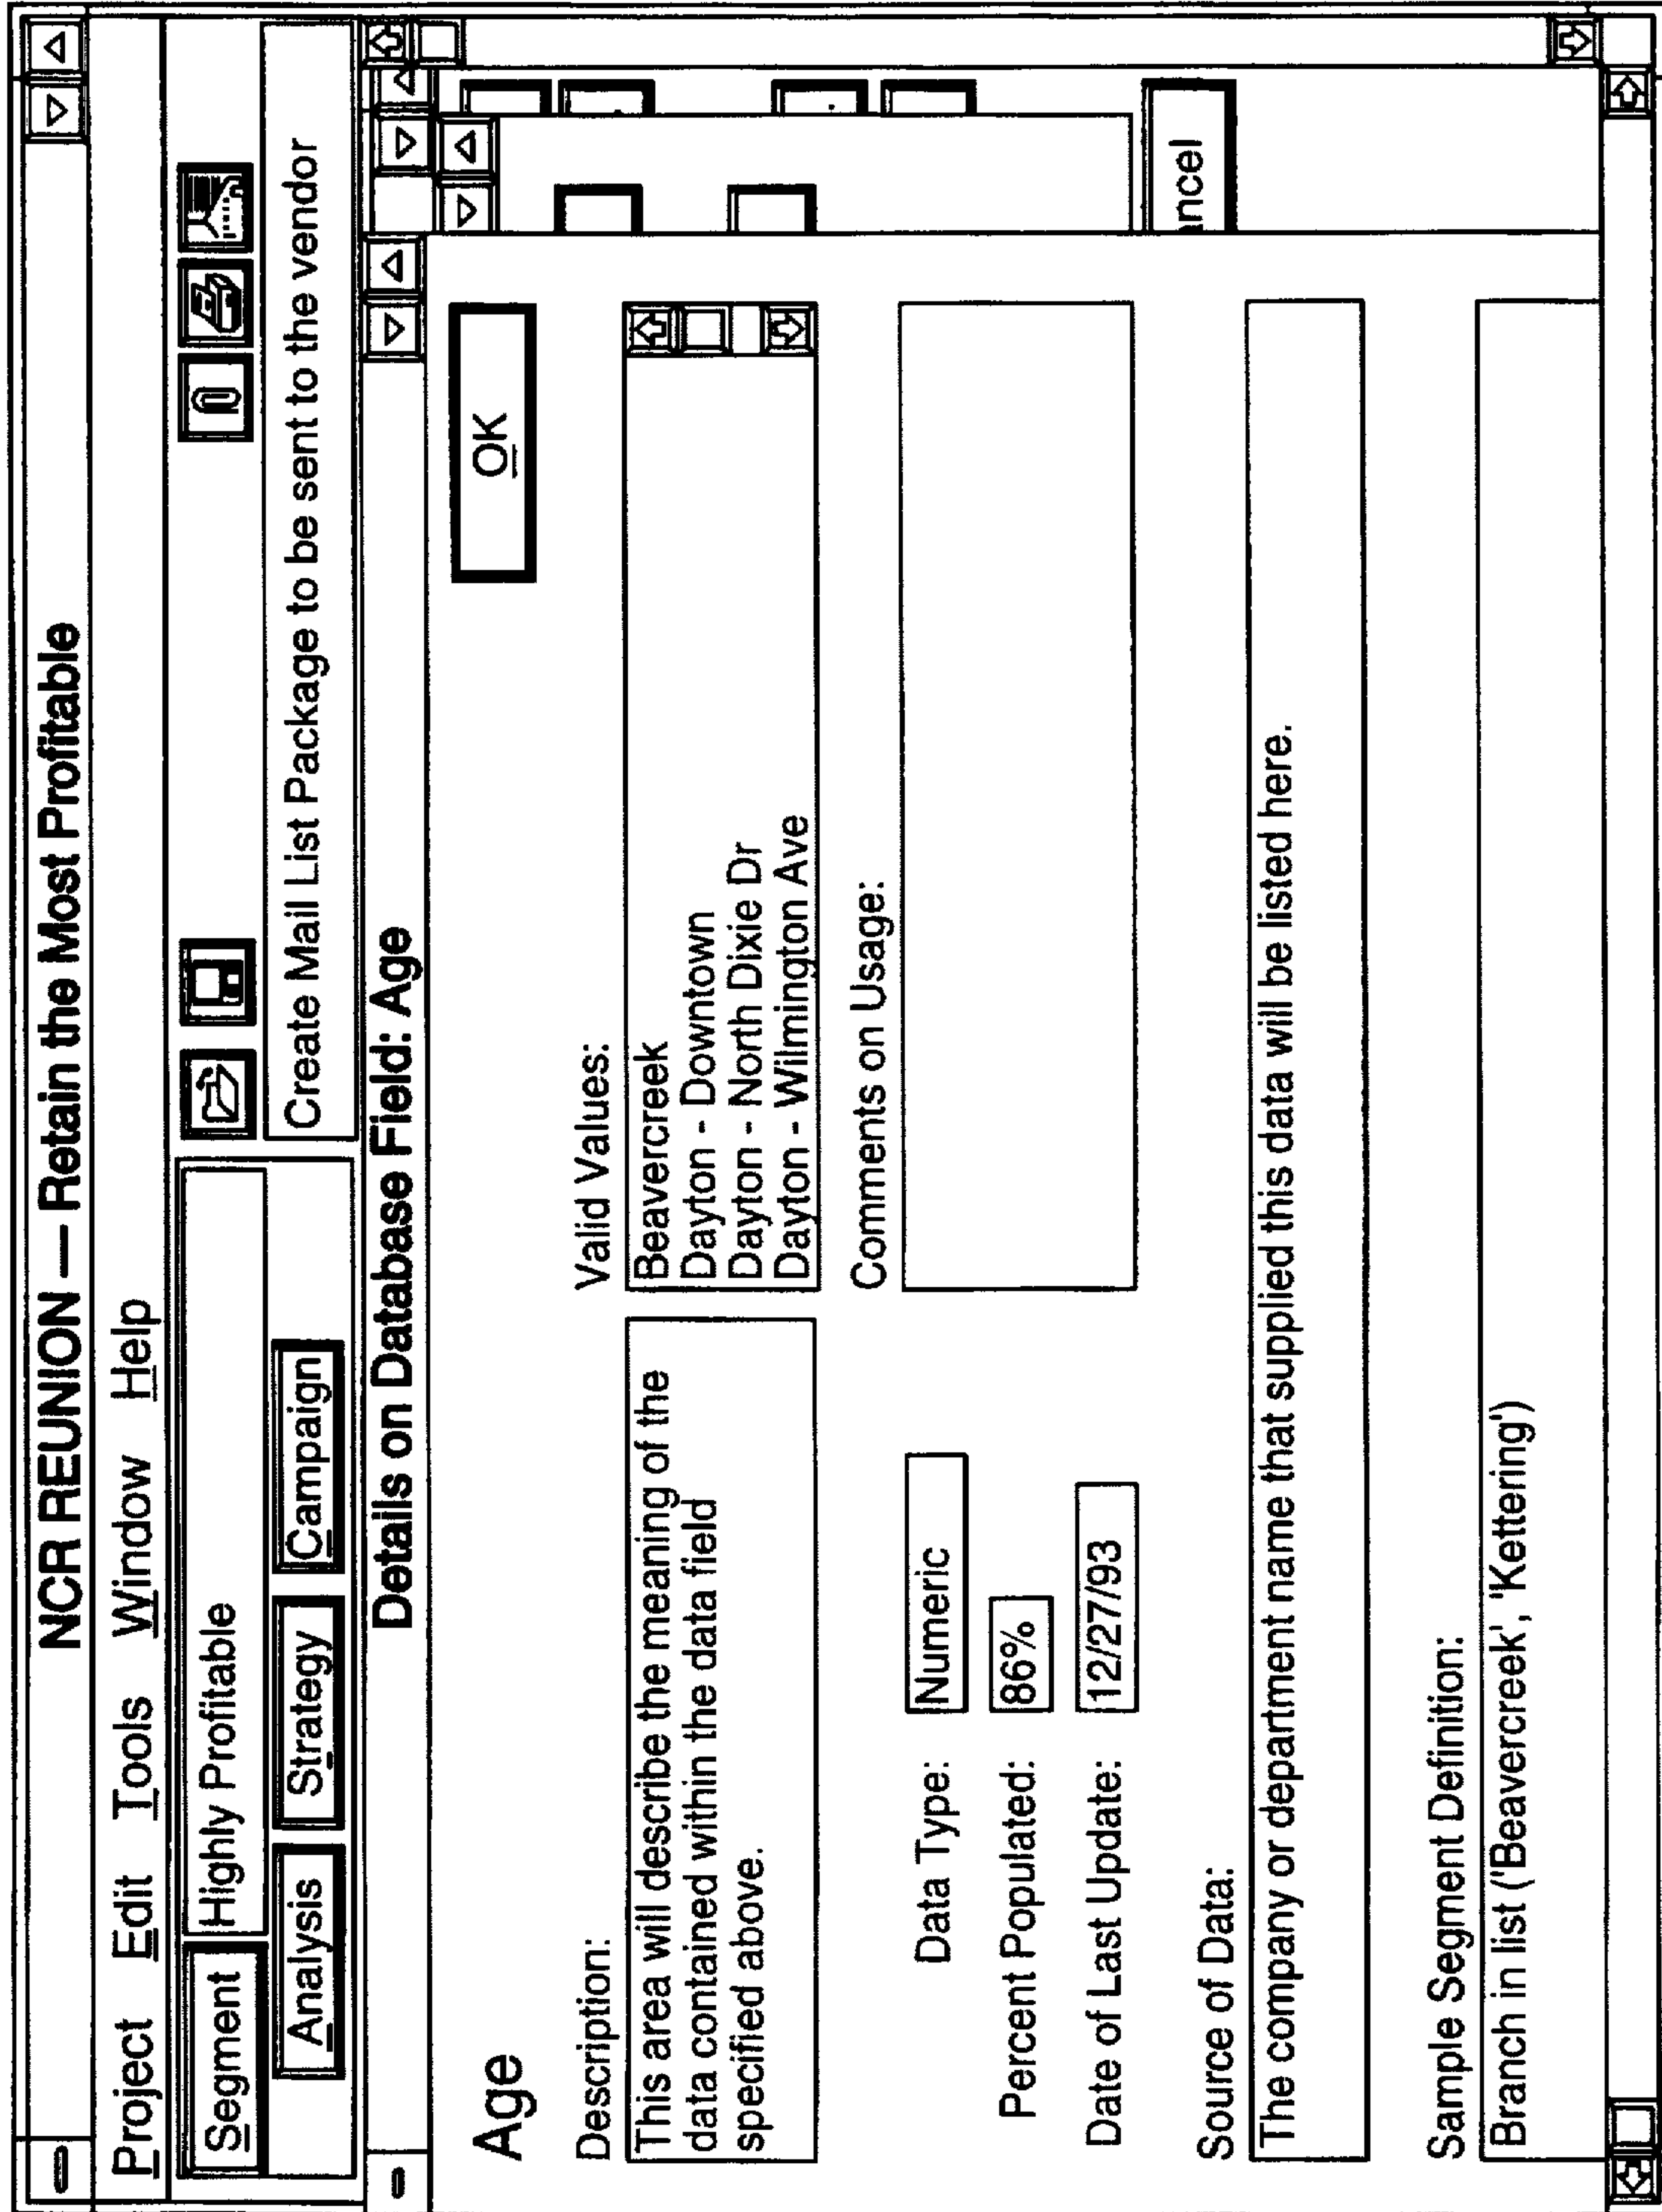 NCR REUNION — Retain the Most Profitable
Project Edit Tools Window Help
Segment Highly Profitable
Analysis Strategy Campaign
Create Mail List Package to be sent to the vendor
Details on Database Field: Age
Age
OK
Description:
This area will describe the meaning of the
data contained within the data field
specified above.
Valid Values:
Beavercreek
Dayton - Downtown
Dayton - North Dixie Dr
Dayton - Wilmington Ave
Data Type: Numeric
Percent Populated: 86%
Date of Last Update: 12/27/93
Comments on Usage:
ancel
Source of Data:
The company or department name that supplied this data will be listed here.
Sample Segment Definition:
Branch in list ('Beavercreek', 'Kettering')